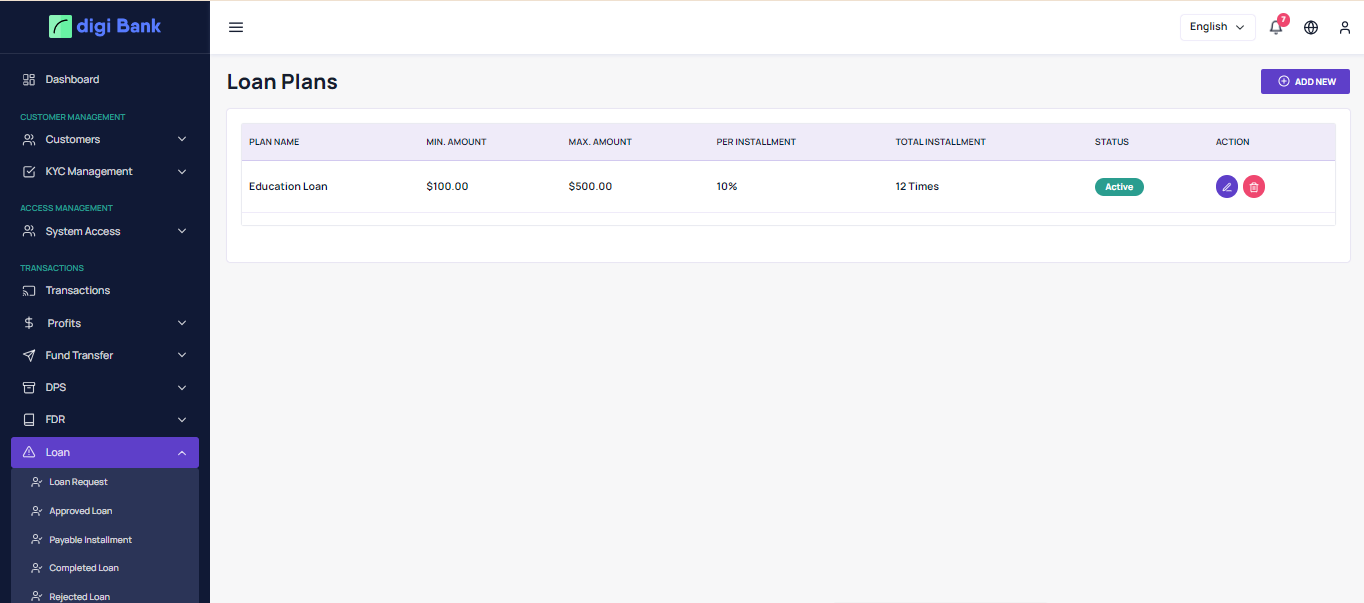 digi Bank
English
7
Dashboard
CUSTOMER MANAGEMENT
Customers
KYC Management
ACCESS MANAGEMENT
System Access
TRANSACTIONS
Transactions
Profits
Fund Transfer
DPS
FDR
Loan
Loan Request
Approved Loan
Payable Installment
Completed Loan
Rejected Loan
Loan Plans
ADD NEW
PLAN NAME MIN. AMOUNT MAX. AMOUNT PER INSTALLMENT TOTAL INSTALLMENT STATUS ACTION
Education Loan $100.00 $500.00 10% 12 Times Active